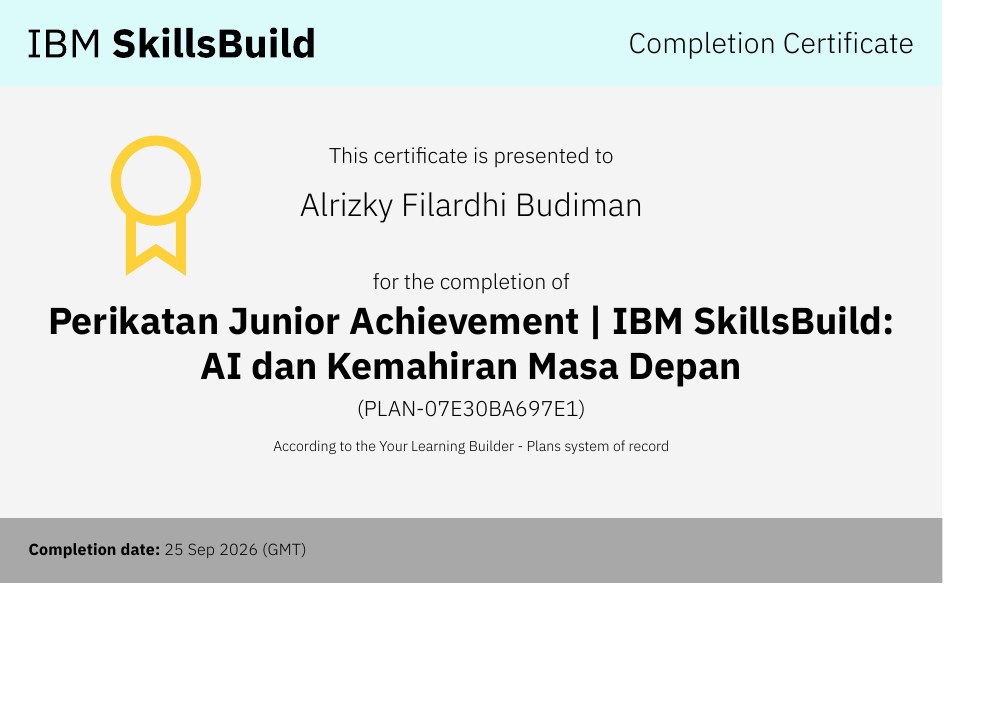 IBM SkillsBuild
Completion Certificate
This certificate is presented to
Alrizky Filardhi Budiman
for the completion of
Perikatan Junior Achievement | IBM SkillsBuild:
AI dan Kemahiran Masa Depan
(PLAN-07E30BA697E1)
According to the Your Learning Builder - Plans system of record
Completion date: 25 Sep 2026 (GMT)